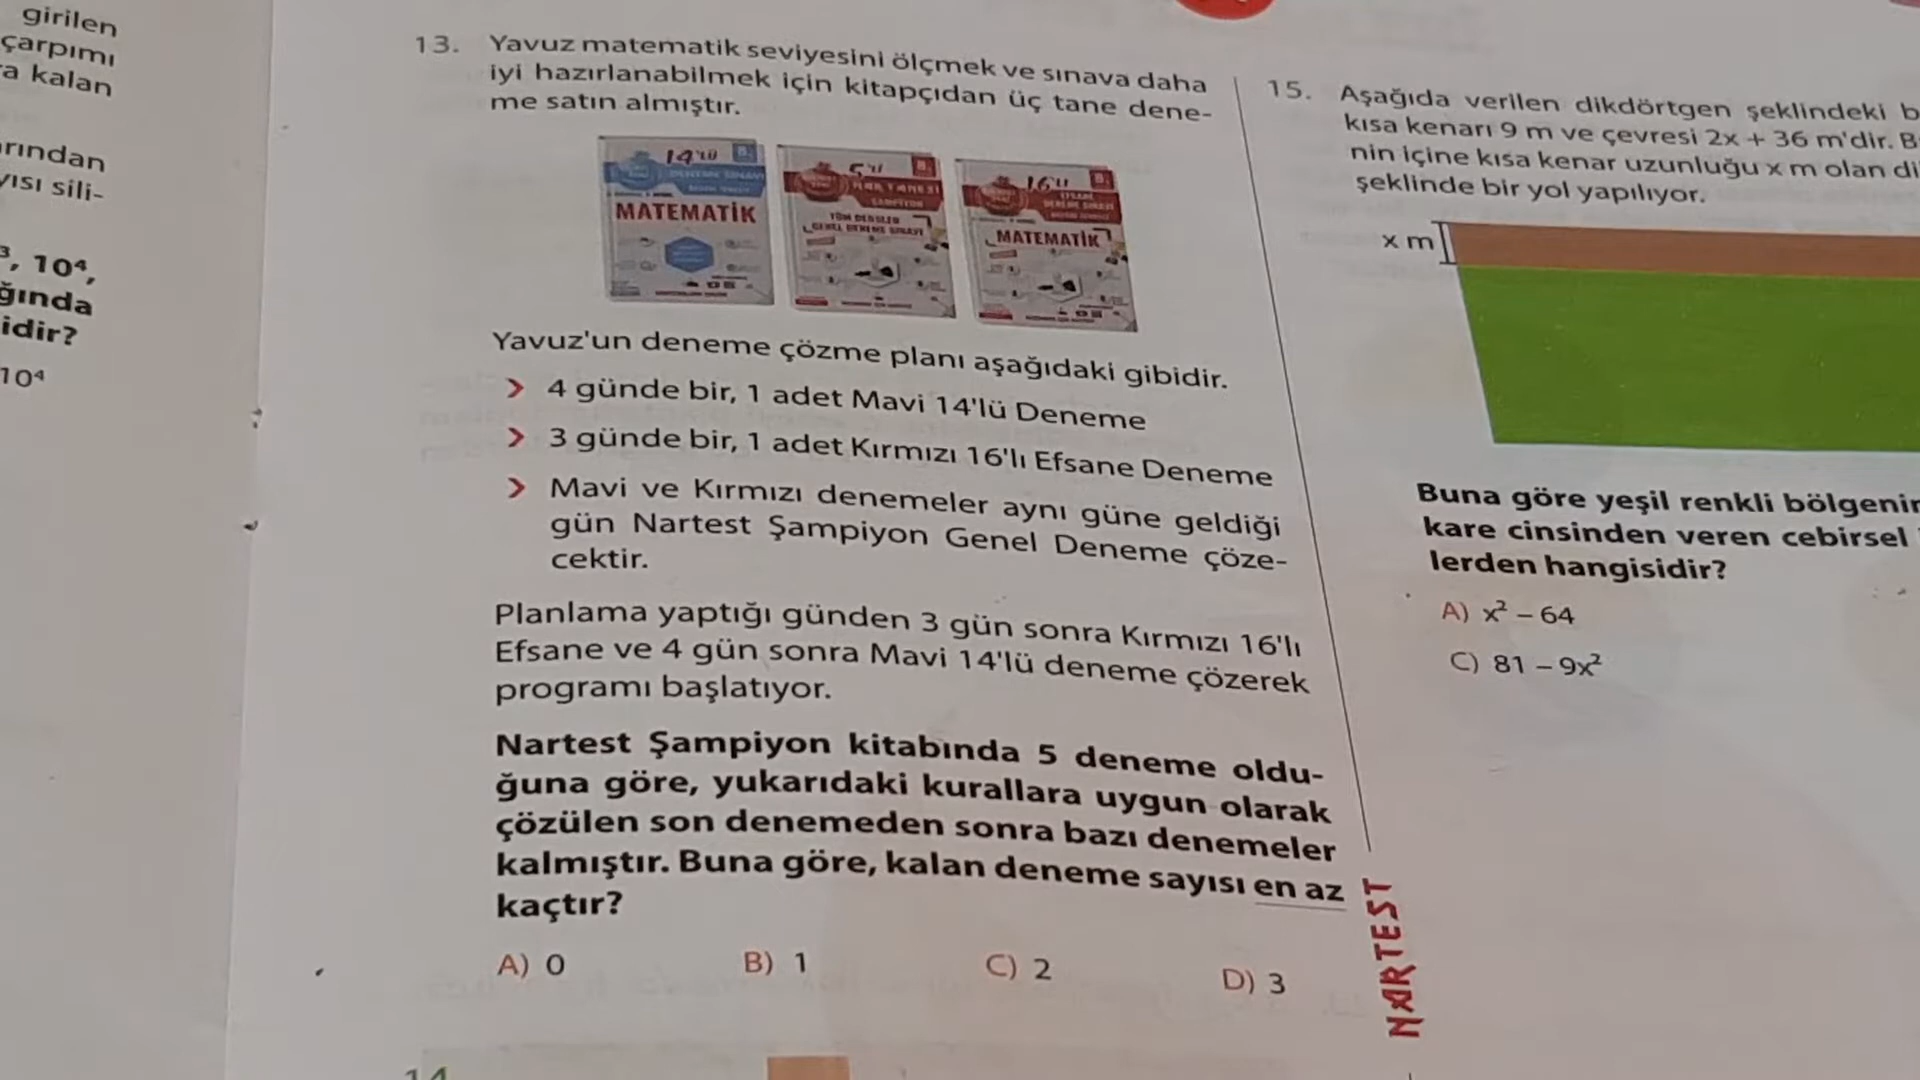 girilen
çarpımı
a kalan
rından
yısı sili-
3, 10⁴,
ğında
idir?
10⁴
13. Yavuz matematik seviyesini ölçmek ve sınava daha
iyi hazırlanabilmek için kitapçıdan üç tane dene-
me satın almıştır.
14'lü
MATEMATİK
5'li
TÜM DERSLER
GENEL DENEME SINAVI
16'lı
EFSANE
DENEME SINAVI
MATEMATİK
Yavuz'un deneme çözme planı aşağıdaki gibidir.
> 4 günde bir, 1 adet Mavi 14'lü Deneme
> 3 günde bir, 1 adet Kırmızı 16'lı Efsane Deneme
> Mavi ve Kırmızı denemeler aynı güne geldiği
gün Nartest Şampiyon Genel Deneme çöze-
cektir.
Planlama yaptığı günden 3 gün sonra Kırmızı 16'lı
Efsane ve 4 gün sonra Mavi 14'lü deneme çözerek
programı başlatıyor.
Nartest Şampiyon kitabında 5 deneme oldu-
ğuna göre, yukarıdaki kurallara uygun olarak
çözülen son denemeden sonra bazı denemeler
kalmıştır. Buna göre, kalan deneme sayısı en az
kaçtır?
A) 0 B) 1 C) 2 D) 3
NARTEST
15. Aşağıda verilen dikdörtgen şeklindeki b
kısa kenarı 9 m ve çevresi 2x + 36 m'dir. B
nin içine kısa kenar uzunluğu x m olan di
şeklinde bir yol yapılıyor.
x m
Buna göre yeşil renkli bölgenin
kare cinsinden veren cebirsel
lerden hangisidir?
A) x² – 64
C) 81 – 9x²
14